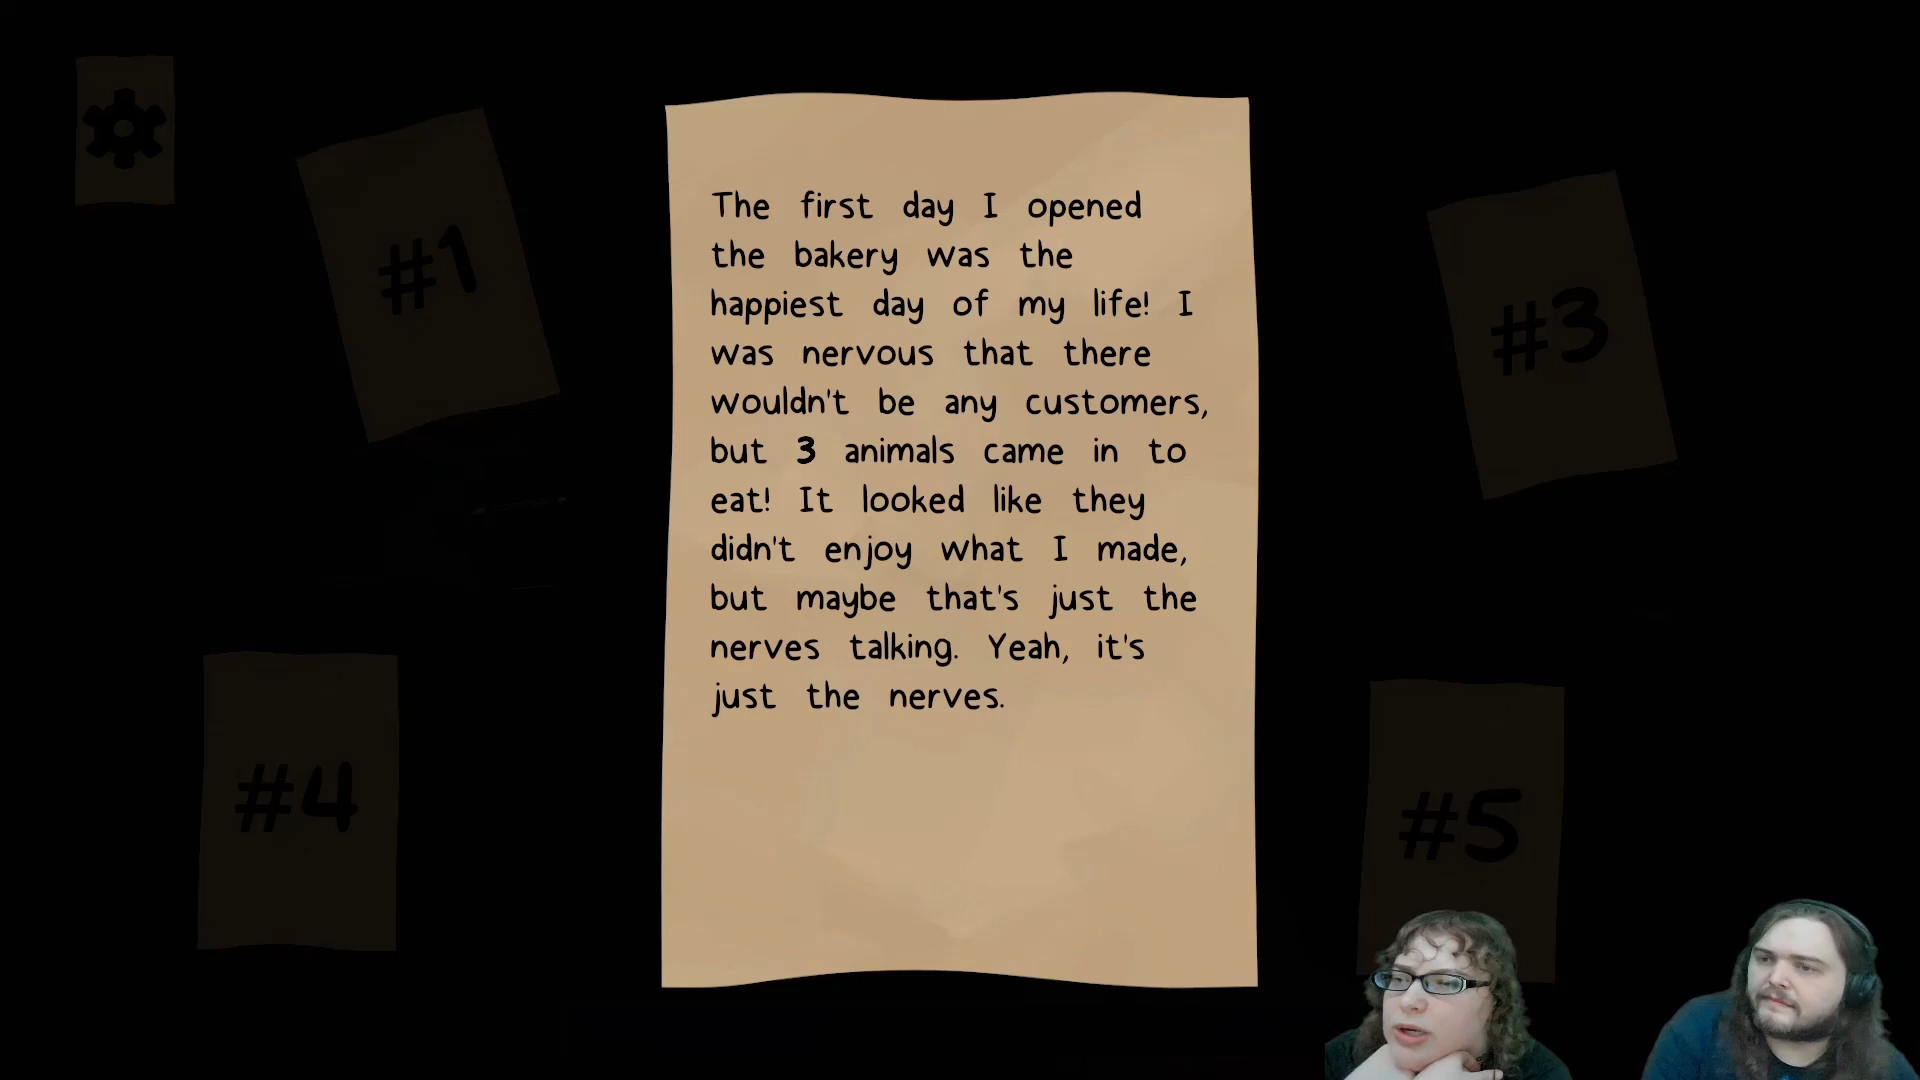 #1
The first day I opened
the bakery was the
happiest day of my life! I
was nervous that there
wouldn't be any customers,
but 3 animals came in to
eat! It looked like they
didn't enjoy what I made,
but maybe that's just the
nerves talking. Yeah, it's
just the nerves.
#3
#4
#5